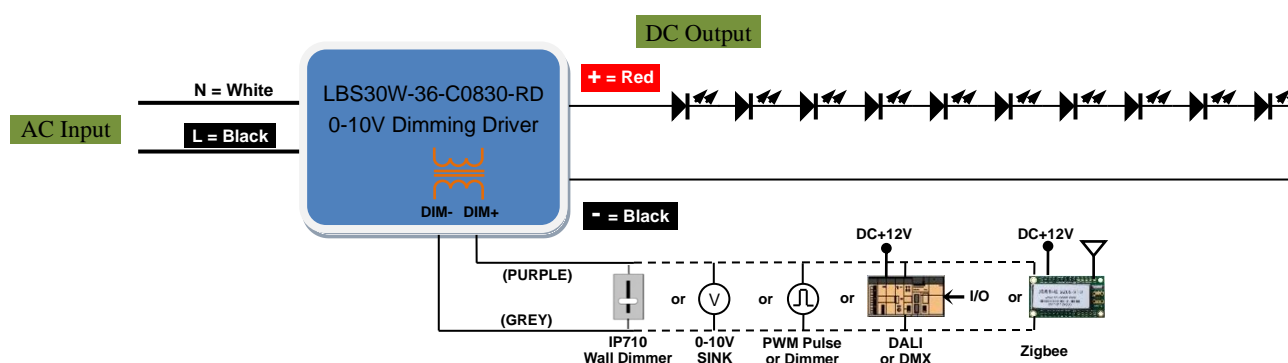 DC Output
AC Input
N = White
L = Black
LBS30W-36-C0830-RD
0-10V Dimming Driver
DIM- DIM+
+ = Red
- = Black
(PURPLE)
(GREY)
DC+12V
DC+12V
or
V
or
or
I/O
or
IP710
Wall Dimmer
0-10V
SINK
PWM Pulse
or Dimmer
DALI
or DMX
Zigbee